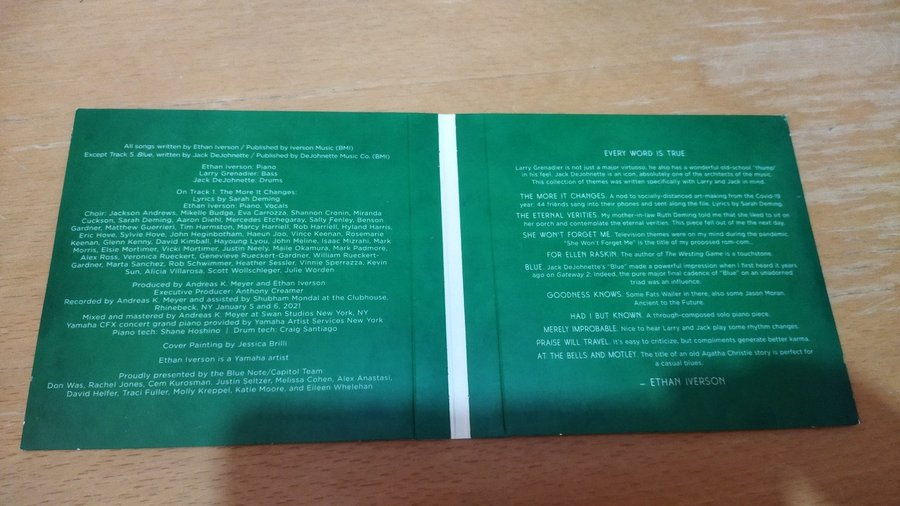 All songs written by Ethan Iverson / Published by Iverson Music (BMI)
Except Track 5. Blue, written by Jack DeJohnette / Published by DeJohnette Music Co. (BMI)
Ethan Iverson: Piano
Larry Grenadier: Bass
Jack DeJohnette: Drums
On Track 1, The More It Changes:
Lyrics by Sarah Deming
Ethan Iverson: Piano, Vocals
Choir: Jackson Andrews, Mikelle Budge, Eva Carrozza, Shannon Cronin, Miranda
Cuckson, Sarah Deming, Aaron Diehl, Mercedes Etchegaray, Sally Fenley, Benson
Gardner, Matthew Guerrieri, Tim Harmston, Marcy Harriell, Rob Harriell, Hyland Harris,
Eric Hove, Sylvie Hove, John Heginbotham, Haeun Joo, Vince Keenan, Rosemarie
Keenan, Glenn Kenny, David Kimball, Hayoung Lyou, John Meline, Isaac Mizrahi, Mark
Morris, Elsie Mortimer, Vicki Mortimer, Justin Neely, Maile Okamura, Mark Padmore,
Alex Ross, Veronica Rueckert, Genevieve Rueckert-Gardner, William Rueckert-
Gardner, Marta Sanchez, Rob Schwimmer, Heather Sessler, Vinnie Sperrazza, Kevin
Sun, Alicia Villarosa, Scott Wollschleger, Julie Worden
Produced by Andreas K. Meyer and Ethan Iverson
Executive Producer: Anthony Creamer
Recorded by Andreas K. Meyer and assisted by Shubham Mondal at the Clubhouse,
Rhinebeck, NY January 5 and 6, 2021
Mixed and mastered by Andreas K. Meyer at Swan Studios New York, NY
Yamaha CFX concert grand piano provided by Yamaha Artist Services New York
Piano tech: Shane Hoshino | Drum tech: Craig Santiago
Cover Painting by Jessica Brilli
Ethan Iverson is a Yamaha artist
Proudly presented by the Blue Note/Capitol Team:
Don Was, Rachel Jones, Cem Kurosman, Justin Seltzer, Melissa Cohen, Alex Anastasi,
David Helfer, Traci Fuller, Molly Kreppel, Katie Moore, and Eileen Whelehan
EVERY WORD IS TRUE
Larry Grenadier is not just a major virtuoso, he also has a wonderful old-school "thump"
in his feel. Jack DeJohnette is an icon, absolutely one of the architects of the music.
This collection of themes was written specifically with Larry and Jack in mind.
THE MORE IT CHANGES. A nod to socially-distanced art-making from the Covid-19
year. 44 friends sang into their phones and sent along the file. Lyrics by Sarah Deming.
THE ETERNAL VERITIES. My mother-in-law Ruth Deming told me that she liked to sit on
her porch and contemplate the eternal verities. This piece fell out of me the next day.
SHE WON'T FORGET ME. Television themes were on my mind during the pandemic.
"She Won't Forget Me" is the title of my proposed rom-com...
FOR ELLEN RASKIN. The author of The Westing Game is a touchstone.
BLUE. Jack DeJohnette's "Blue" made a powerful impression when I first heard it years
ago on Gateway 2; indeed, the pure major final cadence of "Blue" on an unadorned
triad was an influence.
GOODNESS KNOWS. Some Fats Waller in there, also some Jason Moran.
Ancient to the Future.
HAD I BUT KNOWN. A through-composed solo piano piece.
MERELY IMPROBABLE. Nice to hear Larry and Jack play some rhythm changes.
PRAISE WILL TRAVEL. It's easy to criticize, but compliments generate better karma.
AT THE BELLS AND MOTLEY. The title of an old Agatha Christie story is perfect for
a casual blues.
– ETHAN IVERSON